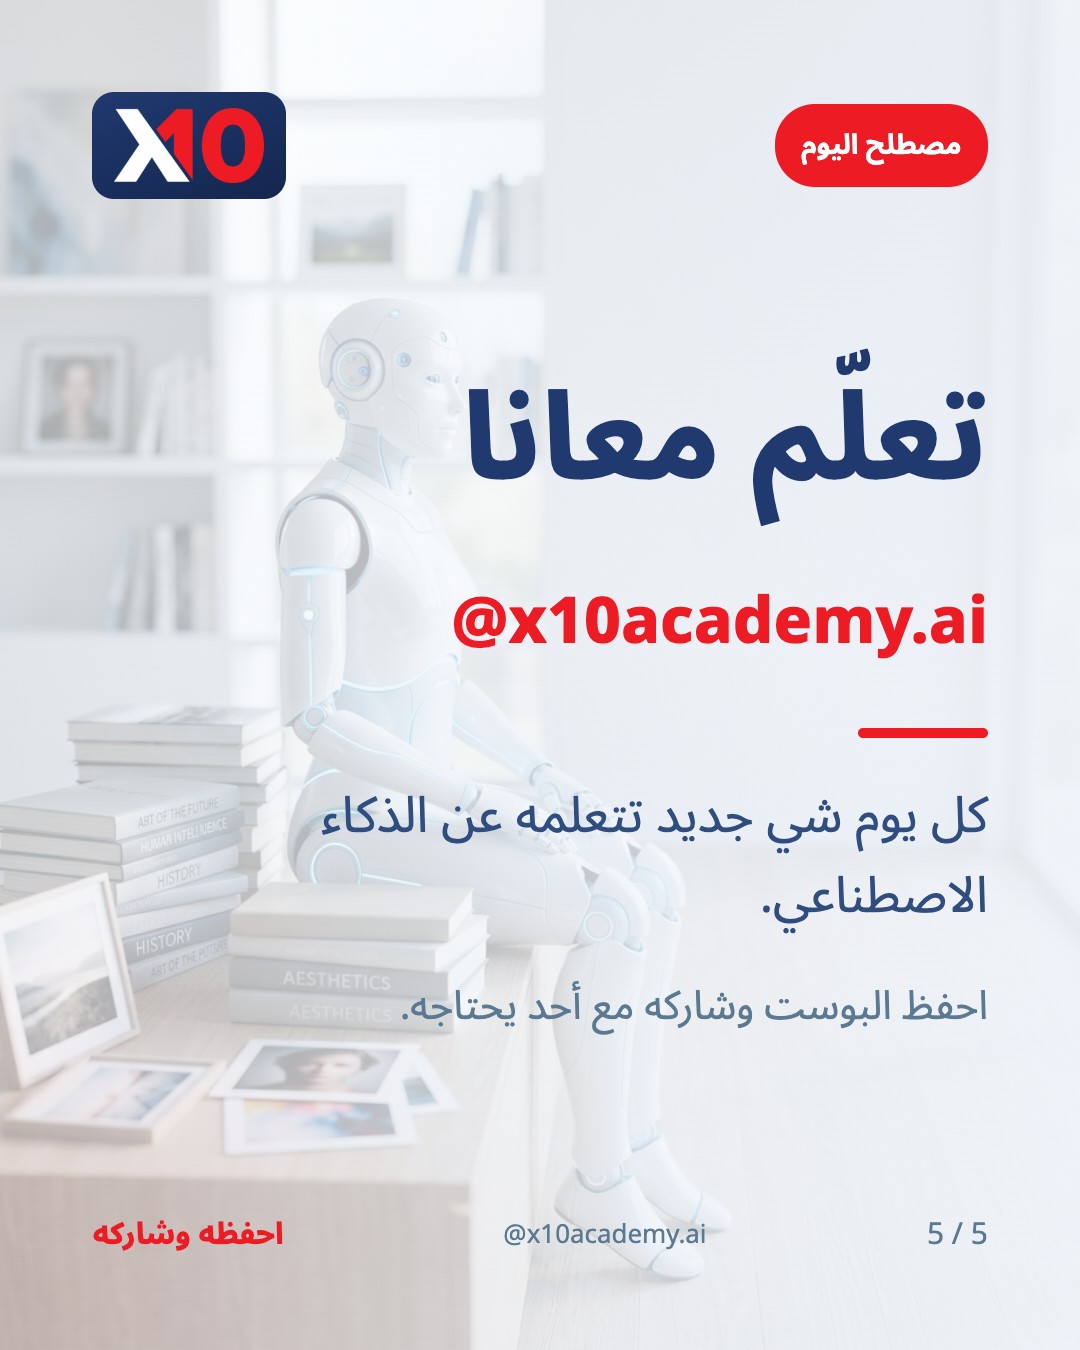 X10
مصطلح اليوم
تعلّم معانا
@x10academy.ai
كل يوم شي جديد تتعلمه عن الذكاء
الاصطناعي.
احفظ البوست وشاركه مع أحد يحتاجه.
ART OF THE FUTURE
HUMAN INTELLIGENCE
HISTORY
HISTORY
AESTHETICS
AESTHETICS
احفظه وشاركه
@x10academy.ai
5 / 5